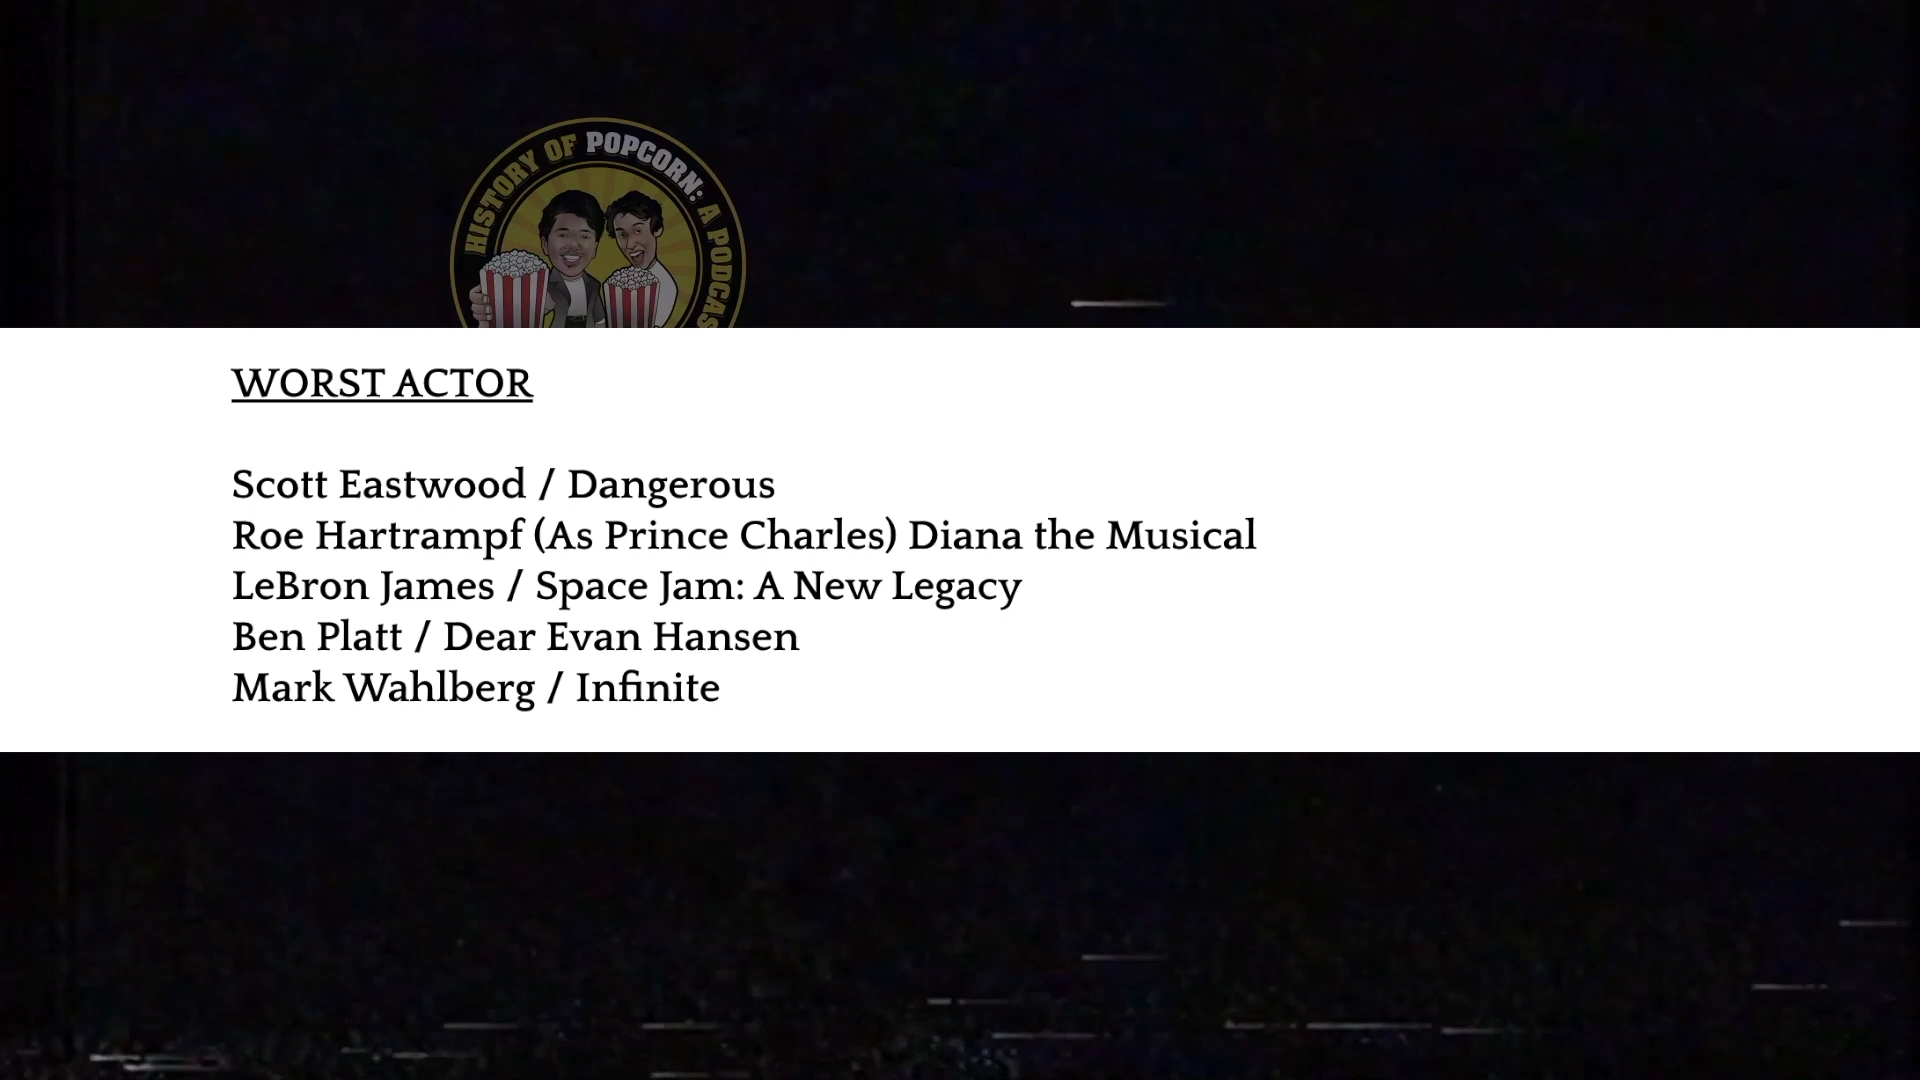 HISTORY OF POPCORN: A PODCAS
WORST ACTOR
Scott Eastwood / Dangerous
Roe Hartrampf (As Prince Charles) Diana the Musical
LeBron James / Space Jam: A New Legacy
Ben Platt / Dear Evan Hansen
Mark Wahlberg / Infinite